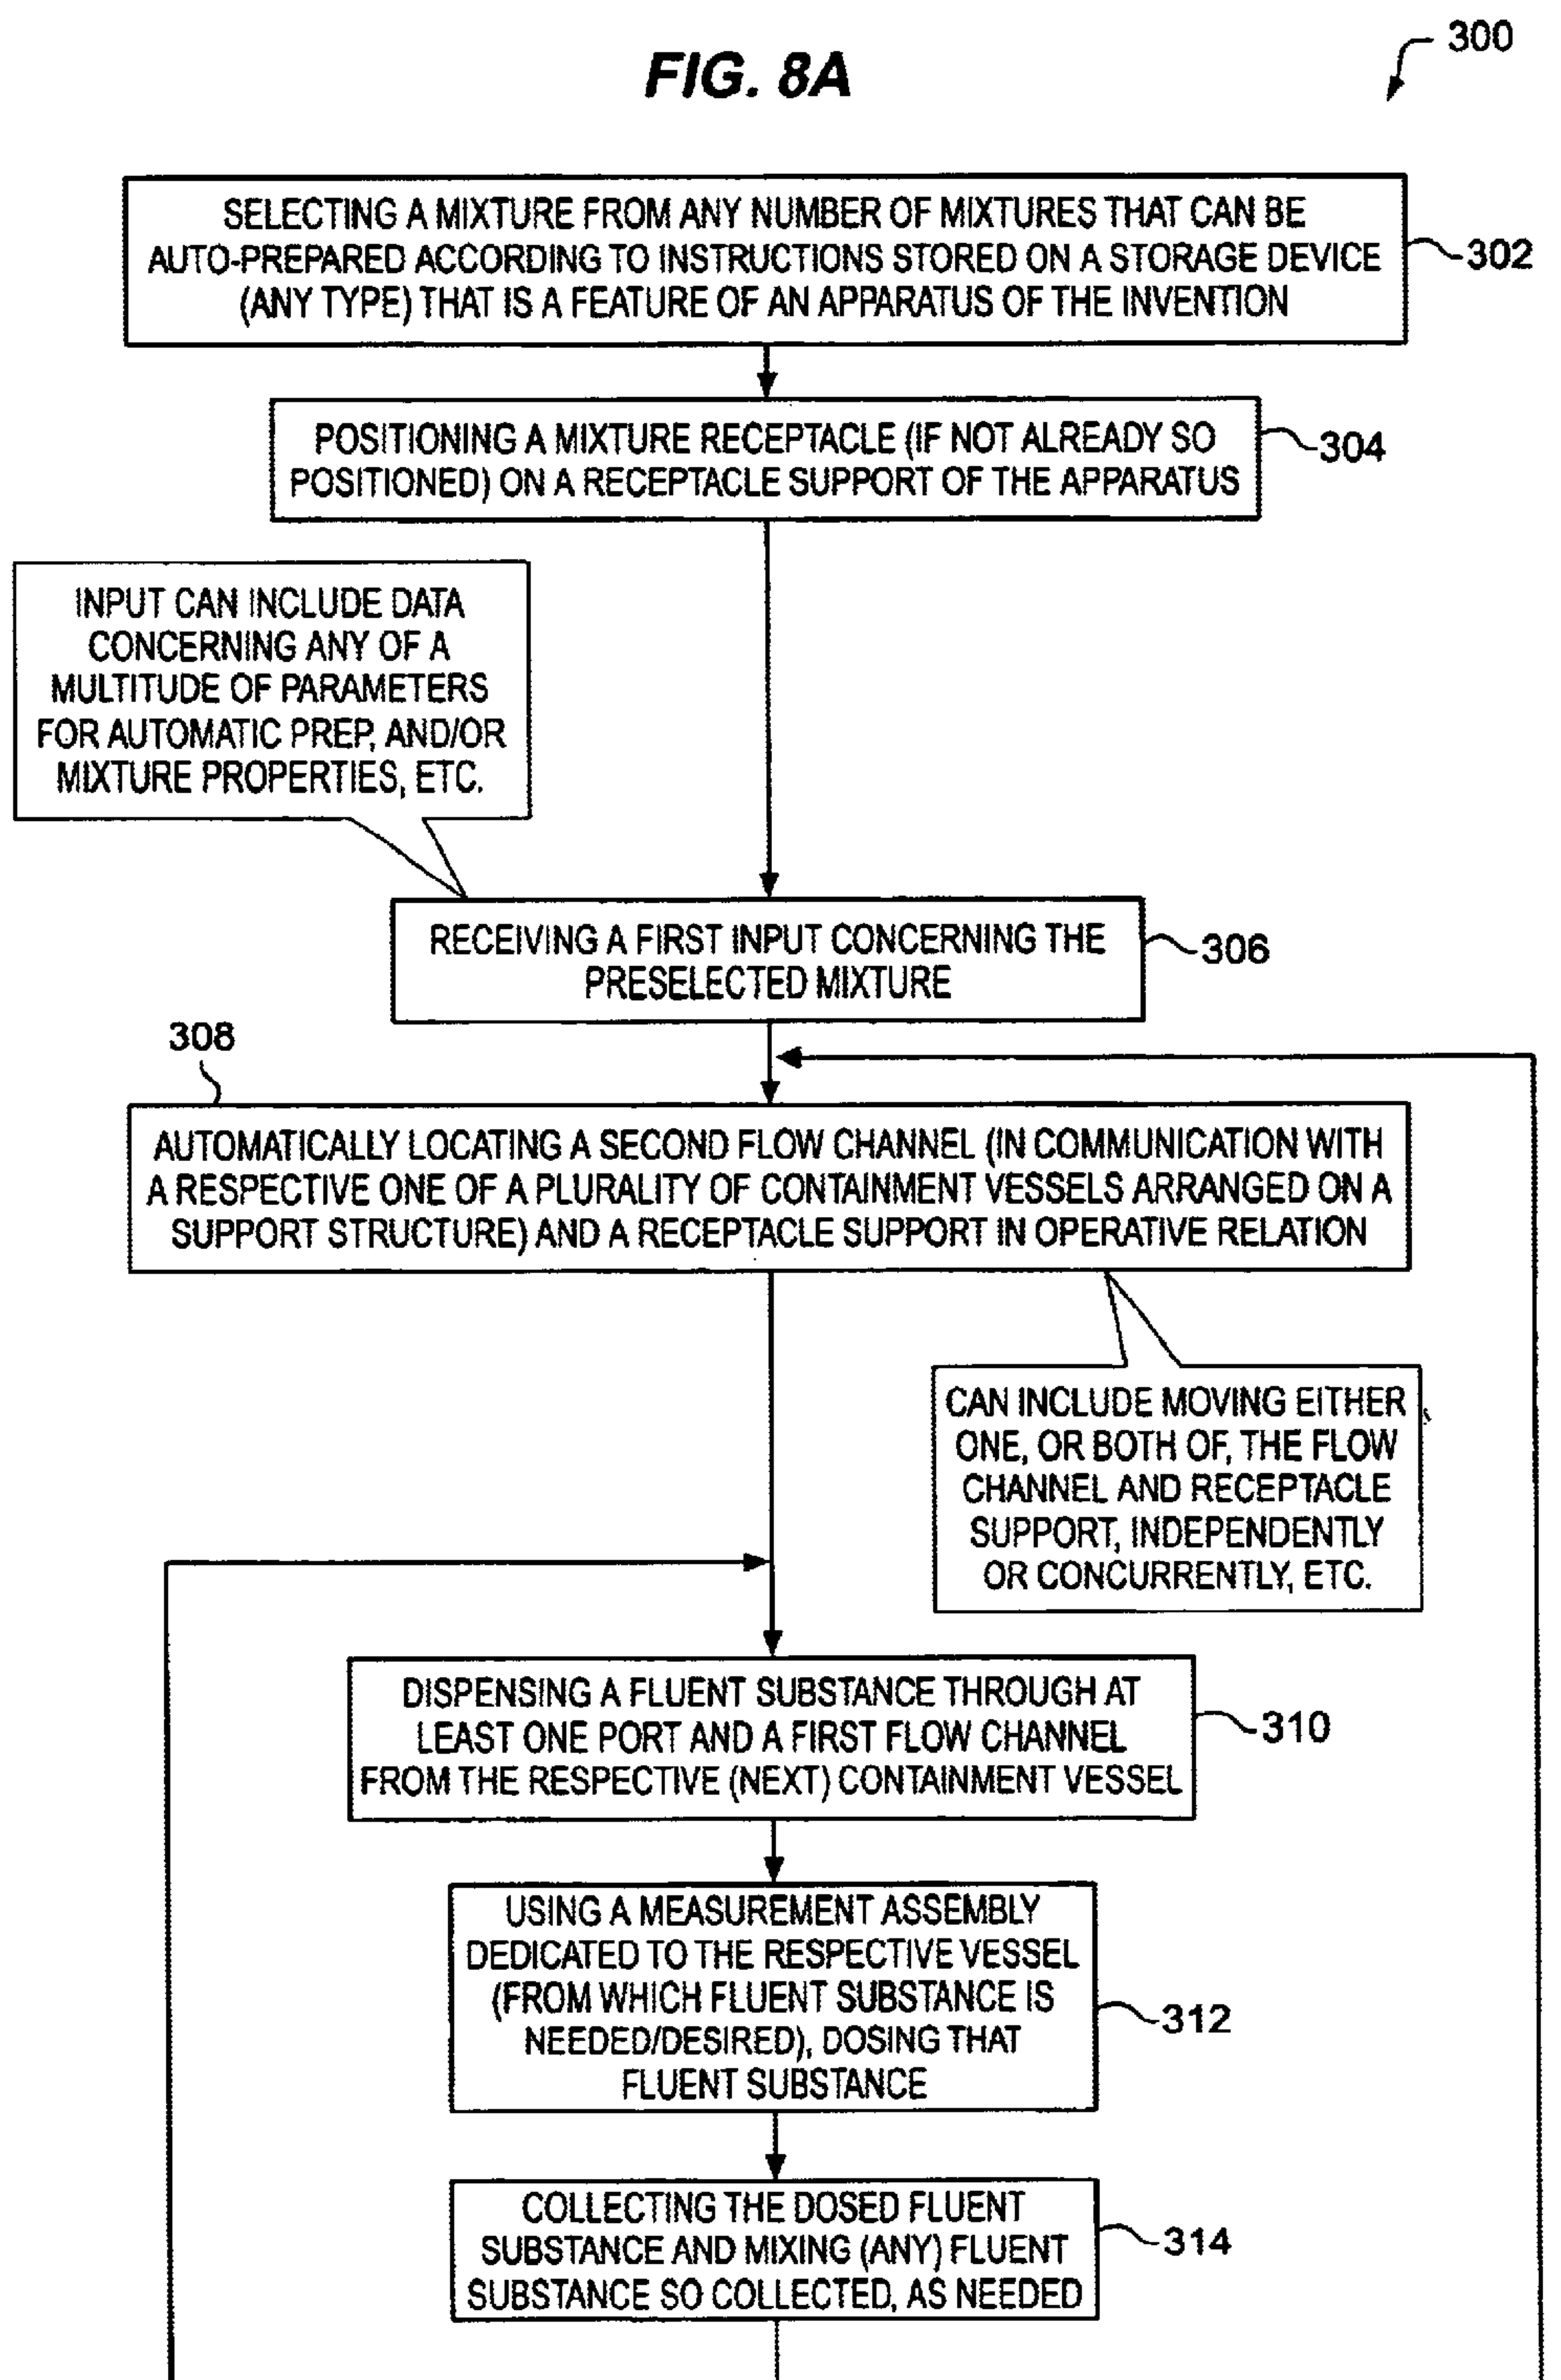 FIG. 8A
300
SELECTING A MIXTURE FROM ANY NUMBER OF MIXTURES THAT CAN BE
AUTO-PREPARED ACCORDING TO INSTRUCTIONS STORED ON A STORAGE DEVICE
(ANY TYPE) THAT IS A FEATURE OF AN APPARATUS OF THE INVENTION
302
POSITIONING A MIXTURE RECEPTACLE (IF NOT ALREADY SO
POSITIONED) ON A RECEPTACLE SUPPORT OF THE APPARATUS
304
INPUT CAN INCLUDE DATA
CONCERNING ANY OF A
MULTITUDE OF PARAMETERS
FOR AUTOMATIC PREP, AND/OR
MIXTURE PROPERTIES, ETC.
RECEIVING A FIRST INPUT CONCERNING THE
PRESELECTED MIXTURE
306
308
AUTOMATICALLY LOCATING A SECOND FLOW CHANNEL (IN COMMUNICATION WITH
A RESPECTIVE ONE OF A PLURALITY OF CONTAINMENT VESSELS ARRANGED ON A
SUPPORT STRUCTURE) AND A RECEPTACLE SUPPORT IN OPERATIVE RELATION
CAN INCLUDE MOVING EITHER
ONE, OR BOTH OF, THE FLOW
CHANNEL AND RECEPTACLE
SUPPORT, INDEPENDENTLY
OR CONCURRENTLY, ETC.
DISPENSING A FLUENT SUBSTANCE THROUGH AT
LEAST ONE PORT AND A FIRST FLOW CHANNEL
FROM THE RESPECTIVE (NEXT) CONTAINMENT VESSEL
310
USING A MEASUREMENT ASSEMBLY
DEDICATED TO THE RESPECTIVE VESSEL
(FROM WHICH FLUENT SUBSTANCE IS
NEEDED/DESIRED), DOSING THAT
FLUENT SUBSTANCE
312
COLLECTING THE DOSED FLUENT
SUBSTANCE AND MIXING (ANY) FLUENT
SUBSTANCE SO COLLECTED, AS NEEDED
314